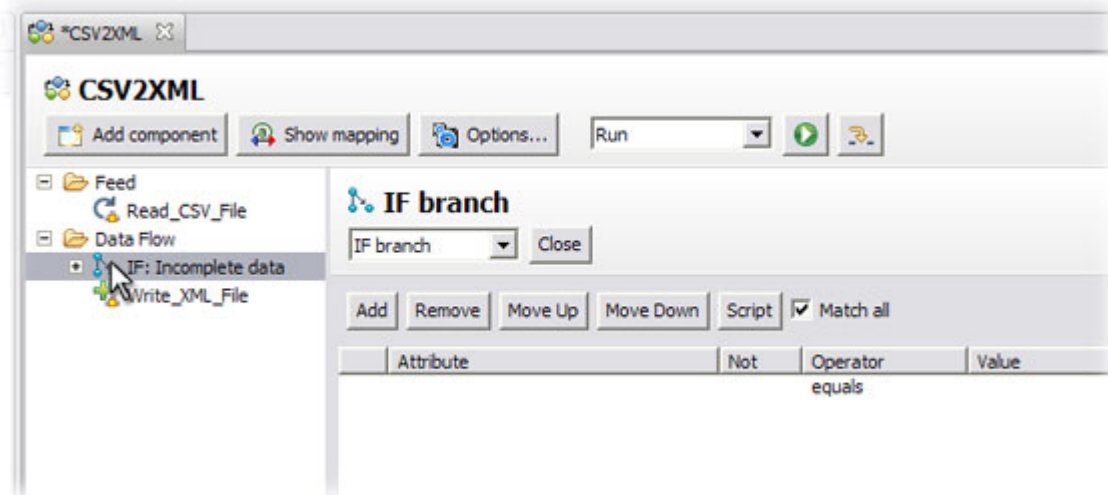 *CSV2XML
CSV2XML
Add component Show mapping Options... Run
Feed
Read_CSV_File
Data Flow
IF: Incomplete data
Write_XML_File
IF branch
IF branch Close
Add Remove Move Up Move Down Script Match all
Attribute Not Operator Value
equals